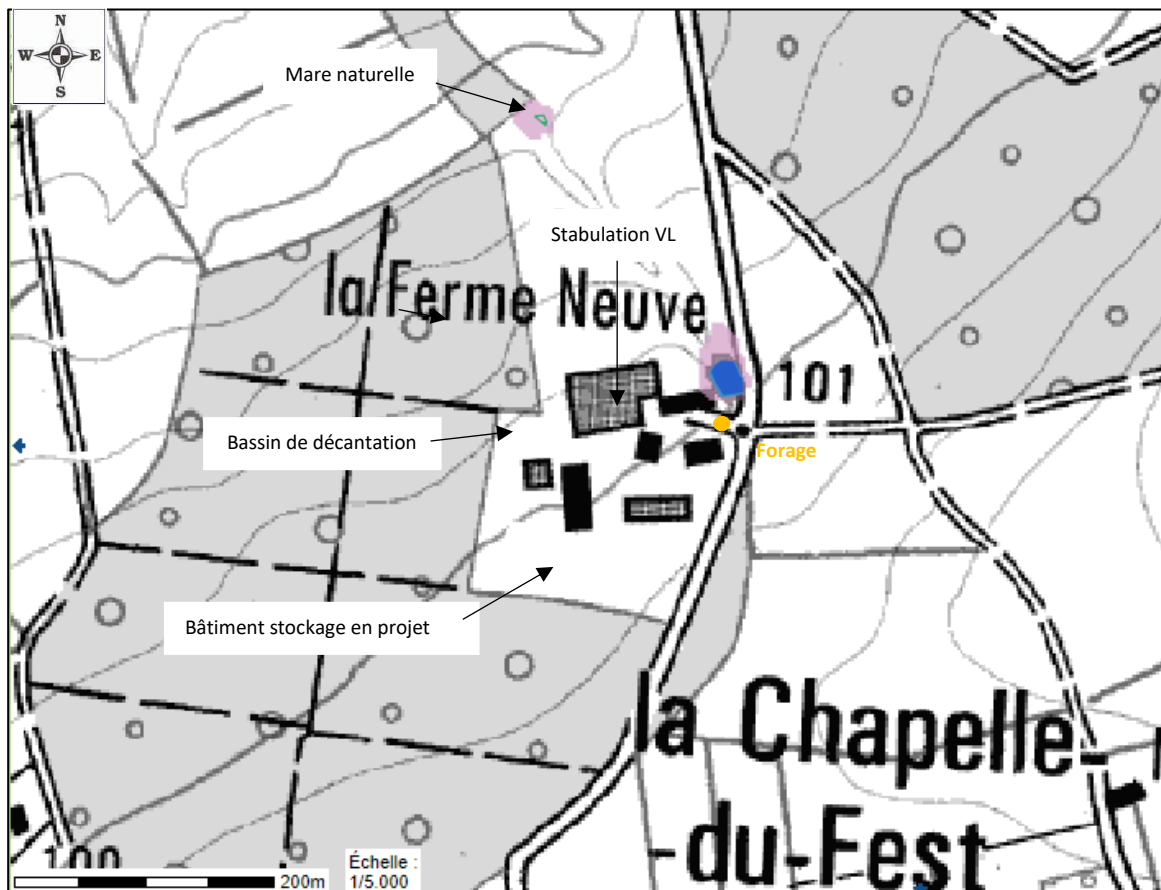 N
W E
S
Mare naturelle
Stabulation VL
la Ferme Neuve
101
Bassin de décantation
Forage
Bâtiment stockage en projet
la Chapelle-
-du-Fest
100
Échelle :
1/5.000
200m